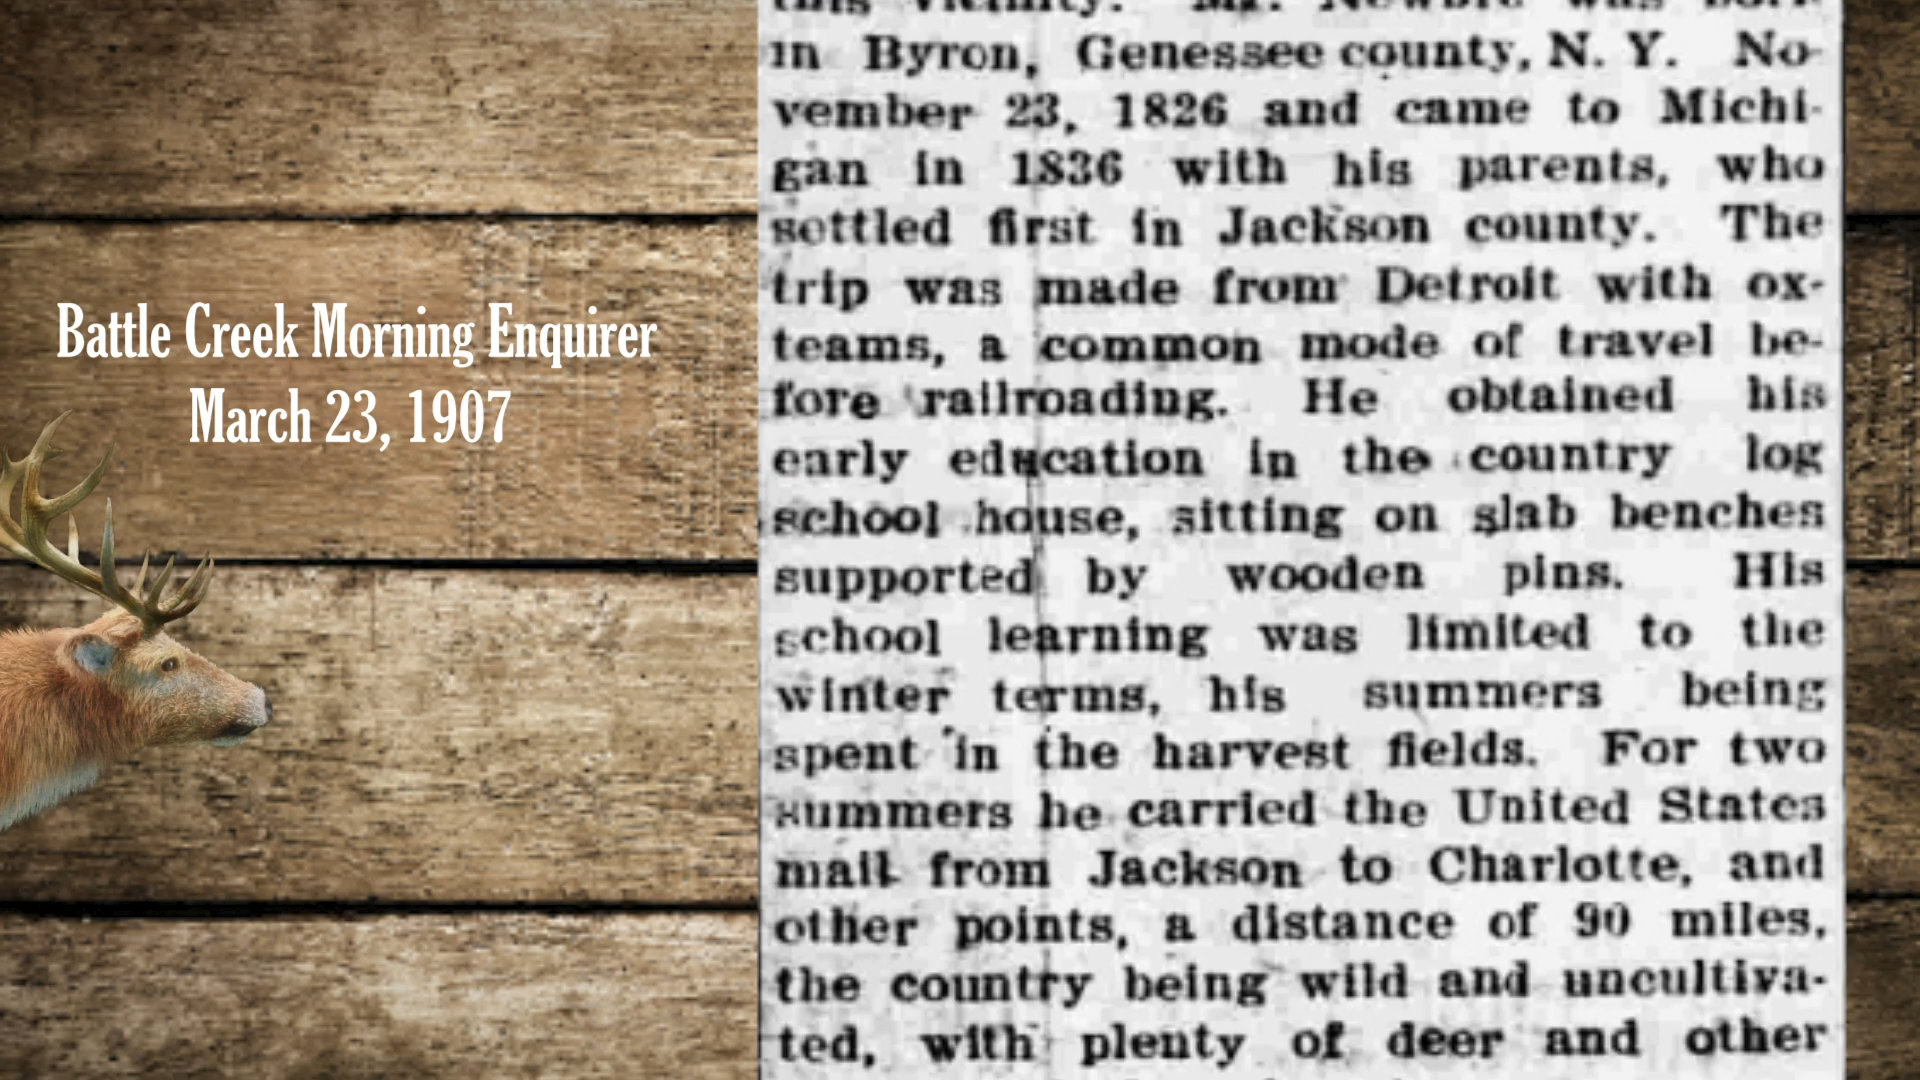 Battle Creek Morning Enquirer
March 23, 1907
this vicinity. Mr. was born
in Byron, Genessee county, N. Y. No-
vember 23, 1826 and came to Michi-
gan in 1836 with his parents, who
settled first in Jackson county. The
trip was made from Detroit with ox-
teams, a common mode of travel be-
fore railroading. He obtained his
early education in the country log
school house, sitting on slab benches
supported by wooden pins. His
school learning was limited to the
winter terms, his summers being
spent in the harvest fields. For two
summers he carried the United States
mail from Jackson to Charlotte, and
other points, a distance of 90 miles,
the country being wild and uncultiva-
ted, with plenty of deer and other